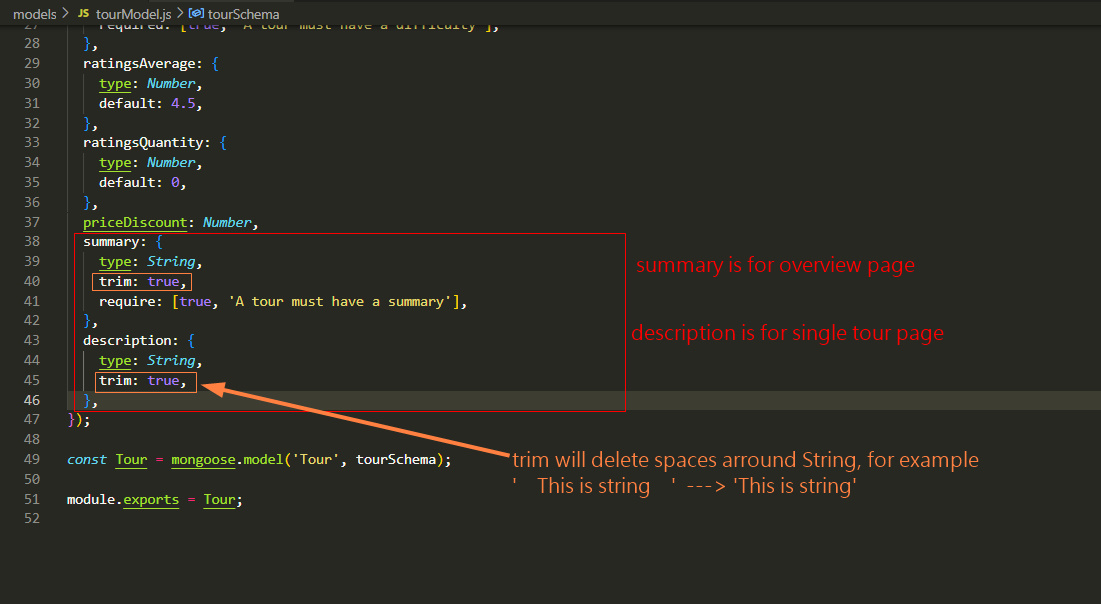 models > JS tourModel.js > tourSchema
27 required: [true, 'A tour must have a difficulty'],
28 },
29 ratingsAverage: {
30 type: Number,
31 default: 4.5,
32 },
33 ratingsQuantity: {
34 type: Number,
35 default: 0,
36 },
37 priceDiscount: Number,
38 summary: {
39 type: String,
summary is for overview page
40 trim: true,
41 require: [true, 'A tour must have a summary'],
42 },
description is for single tour page
43 description: {
44 type: String,
45 trim: true,
46 },
47 });
48
49 const Tour = mongoose.model('Tour', tourSchema);
trim will delete spaces arround String, for example
50
' This is string ' ---> 'This is string'
51 module.exports = Tour;
52